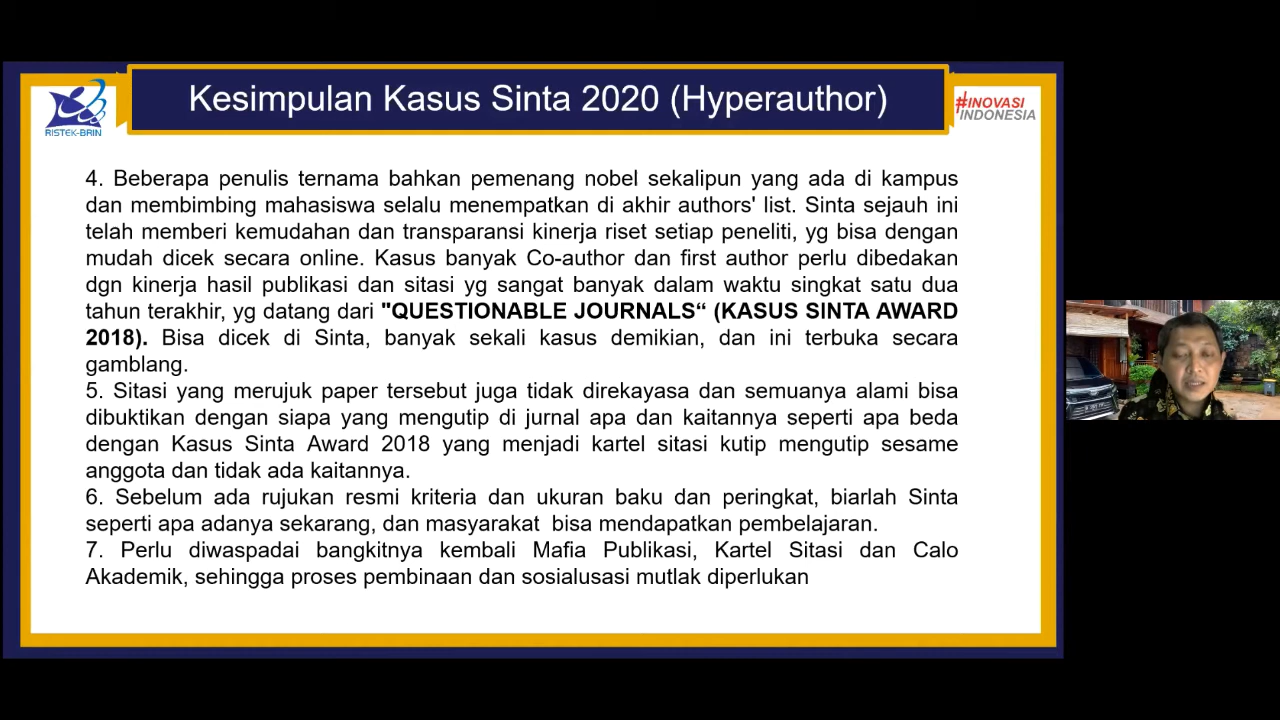 Kesimpulan Kasus Sinta 2020 (Hyperauthor)
RISTEK-BRIN
#INOVASI
INDONESIA
4. Beberapa penulis ternama bahkan pemenang nobel sekalipun yang ada di kampus
dan membimbing mahasiswa selalu menempatkan di akhir authors' list. Sinta sejauh ini
telah memberi kemudahan dan transparansi kinerja riset setiap peneliti, yg bisa dengan
mudah dicek secara online. Kasus banyak Co-author dan first author perlu dibedakan
dgn kinerja hasil publikasi dan sitasi yg sangat banyak dalam waktu singkat satu dua
tahun terakhir, yg datang dari "QUESTIONABLE JOURNALS“ (KASUS SINTA AWARD
2018). Bisa dicek di Sinta, banyak sekali kasus demikian, dan ini terbuka secara
gamblang.
5. Sitasi yang merujuk paper tersebut juga tidak direkayasa dan semuanya alami bisa
dibuktikan dengan siapa yang mengutip di jurnal apa dan kaitannya seperti apa beda
dengan Kasus Sinta Award 2018 yang menjadi kartel sitasi kutip mengutip sesame
anggota dan tidak ada kaitannya.
6. Sebelum ada rujukan resmi kriteria dan ukuran baku dan peringkat, biarlah Sinta
seperti apa adanya sekarang, dan masyarakat bisa mendapatkan pembelajaran.
7. Perlu diwaspadai bangkitnya kembali Mafia Publikasi, Kartel Sitasi dan Calo
Akademik, sehingga proses pembinaan dan sosialusasi mutlak diperlukan